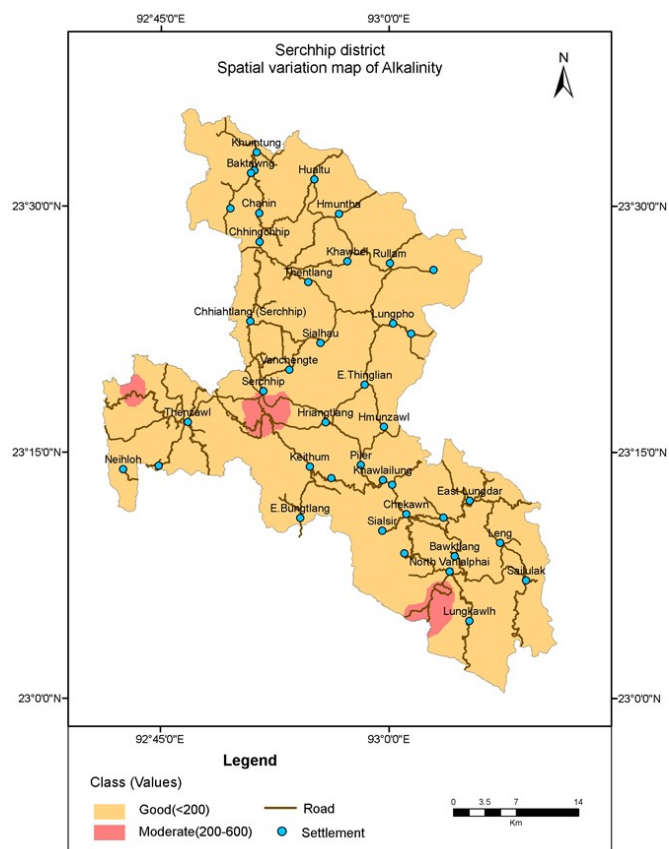 92°45'0"E
93°0'0"E
Serchhip district
Spatial variation map of Alkalinity
N
Khumtung
Baktawng
Hualtu
23°30'0"N
23°30'0"N
Chanin
Hmuntha
Chhingchhip
Khawbel
Rullam
Thentlang
Chhiahtlang (Serchhip)
Lungpho
Sialhau
Vanchengte
E.Thinglian
Serchhip
Thenzawl
Hriangtlang
Hmunzawl
23°15'0"N
23°15'0"N
Neihloh
Keithum
Piler
Khawlailung
East Lungdar
E.Bungtlang
Chekawn
Sialsir
Leng
Bawktlang
North Vanlalphai
Sailulak
Lungkawlh
23°0'0"N
23°0'0"N
92°45'0"E
93°0'0"E
Legend
Class (Values)
Good(<200)
Road
0 3.5 7 14
Moderate(200-600)
Settlement
Km